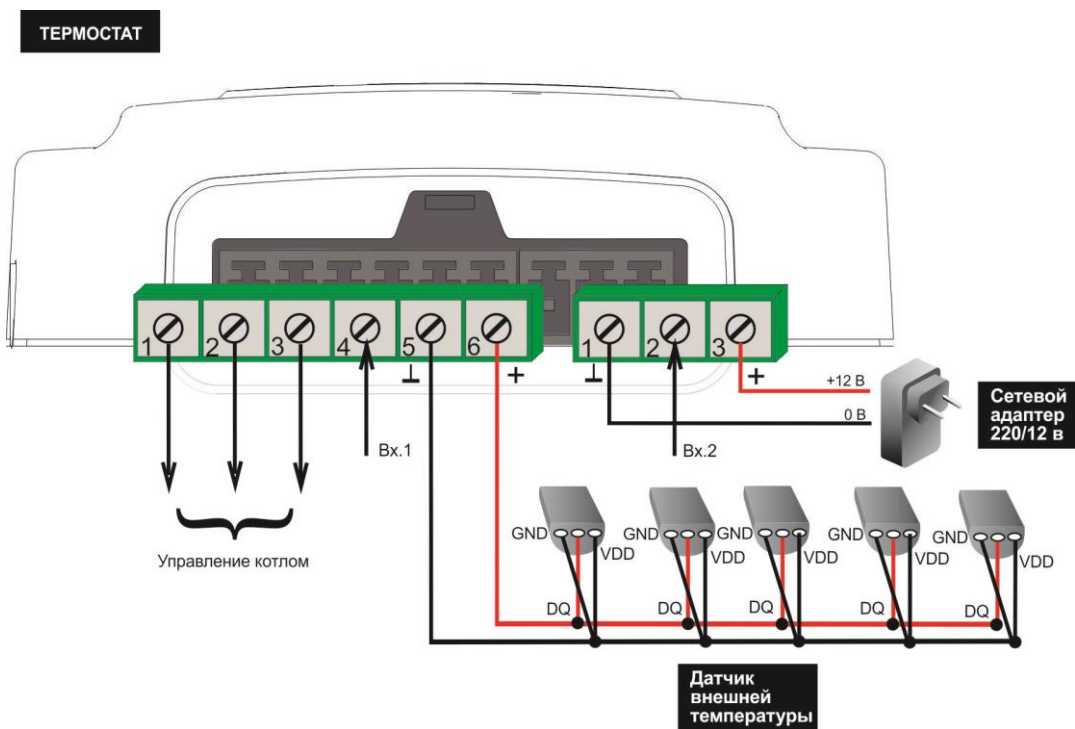 ТЕРМОСТАТ
1 2 3 4 5 6
⊥ +
1 2 3
⊥ +
+12 В
0 В
Сетевой
адаптер
220/12 в
Вх.1
Вх.2
Управление котлом
GND VDD GND VDD GND VDD GND VDD GND VDD
DQ DQ DQ DQ DQ
Датчик
внешней
температуры